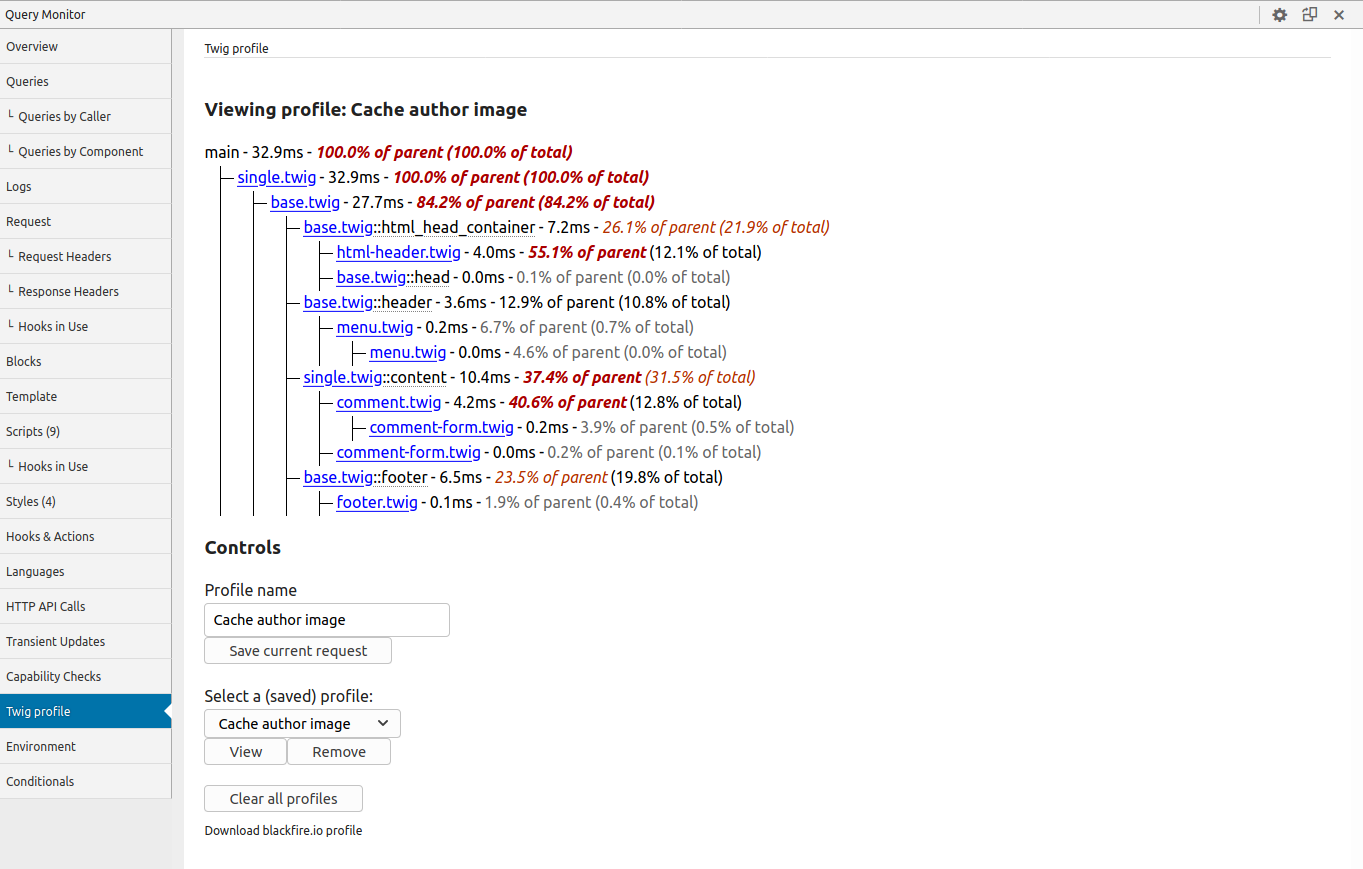 Query Monitor
Overview
Queries
└ Queries by Caller
└ Queries by Component
Logs
Request
└ Request Headers
└ Response Headers
└ Hooks in Use
Blocks
Template
Scripts (9)
└ Hooks in Use
Styles (4)
Hooks & Actions
Languages
HTTP API Calls
Transient Updates
Capability Checks
Twig profile
Environment
Conditionals
Twig profile
Viewing profile: Cache author image
main - 32.9ms - 100.0% of parent (100.0% of total)
single.twig - 32.9ms - 100.0% of parent (100.0% of total)
base.twig - 27.7ms - 84.2% of parent (84.2% of total)
base.twig::html_head_container - 7.2ms - 26.1% of parent (21.9% of total)
html-header.twig - 4.0ms - 55.1% of parent (12.1% of total)
base.twig::head - 0.0ms - 0.1% of parent (0.0% of total)
base.twig::header - 3.6ms - 12.9% of parent (10.8% of total)
menu.twig - 0.2ms - 6.7% of parent (0.7% of total)
menu.twig - 0.0ms - 4.6% of parent (0.0% of total)
single.twig::content - 10.4ms - 37.4% of parent (31.5% of total)
comment.twig - 4.2ms - 40.6% of parent (12.8% of total)
comment-form.twig - 0.2ms - 3.9% of parent (0.5% of total)
comment-form.twig - 0.0ms - 0.2% of parent (0.1% of total)
base.twig::footer - 6.5ms - 23.5% of parent (19.8% of total)
footer.twig - 0.1ms - 1.9% of parent (0.4% of total)
Controls
Profile name
Cache author image
Save current request
Select a (saved) profile:
Cache author image
View Remove
Clear all profiles
Download blackfire.io profile